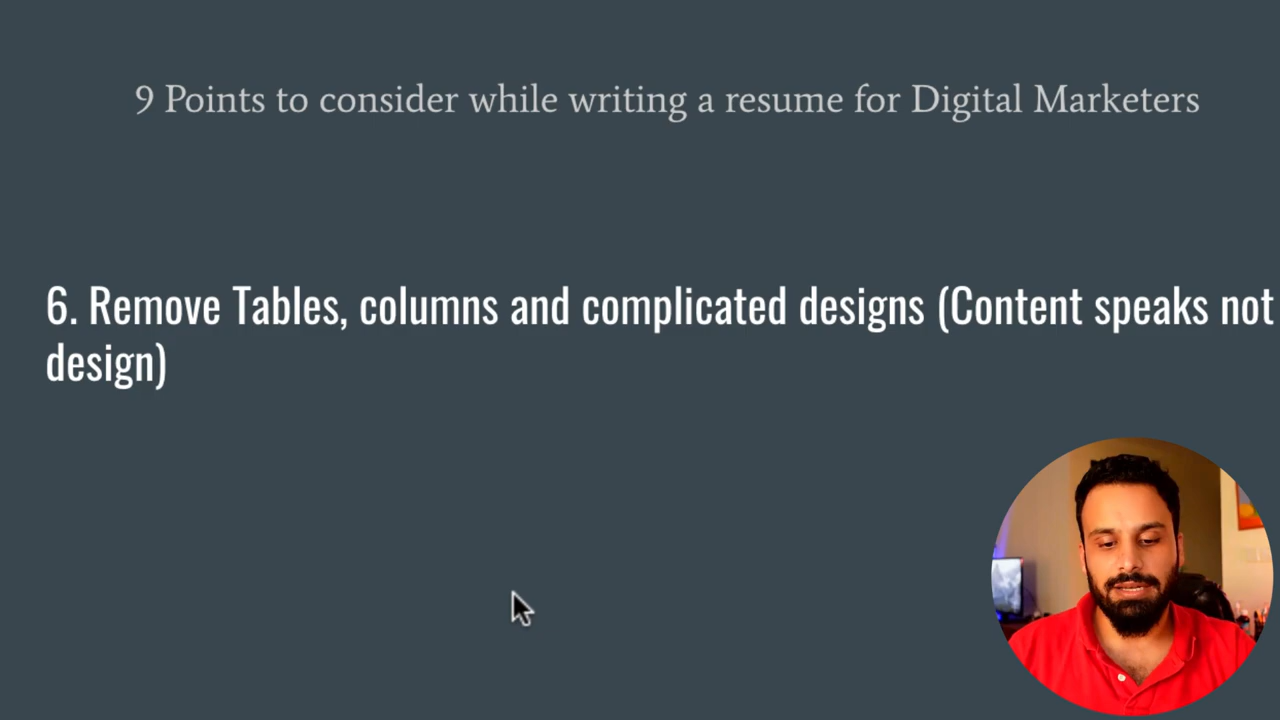 9 Points to consider while writing a resume for Digital Marketers
6. Remove Tables, columns and complicated designs (Content speaks not
design)